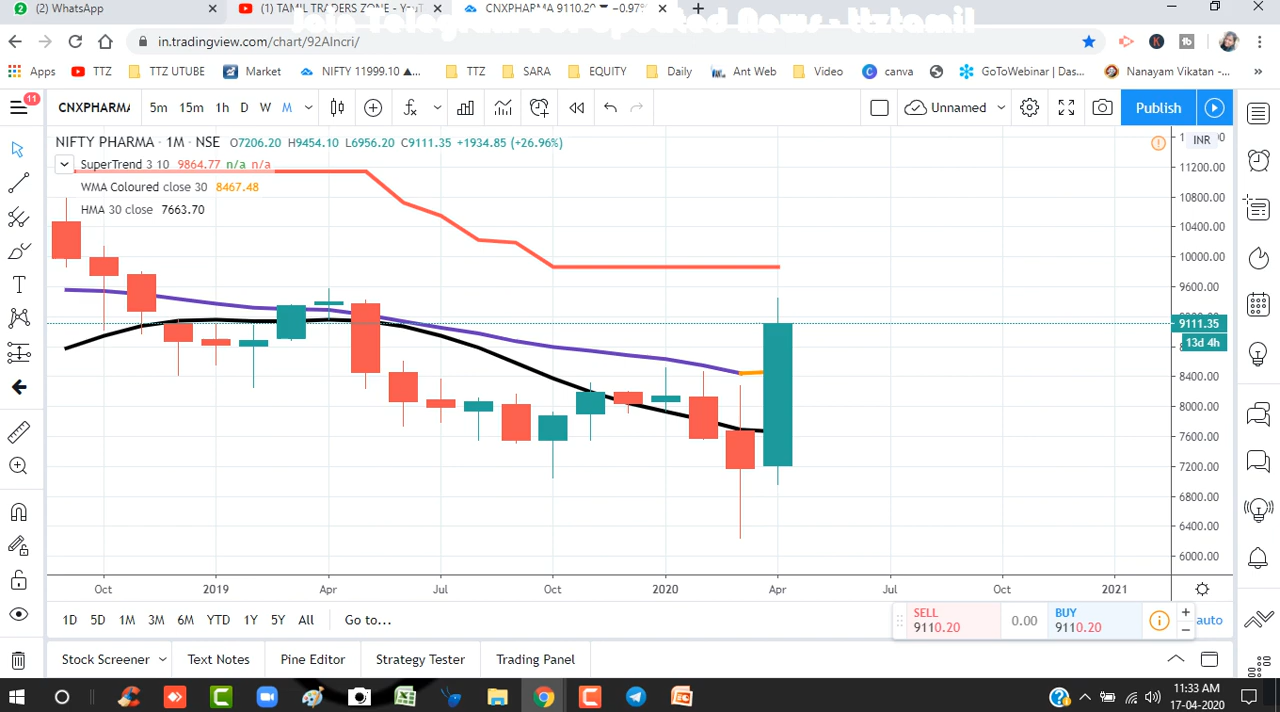 (2) WhatsApp
(1) TAMIL TRADERS ZONE - YouT
CNXPHARMA 9110.20 ▼ −0.97%
Join Telegram for Updated News - ttztamil
in.tradingview.com/chart/92AIncri/
Apps TTZ TTZ UTUBE Market NIFTY 11999.10 ▲... TTZ SARA EQUITY Daily Ant Web Video canva GoToWebinar | Das... Nanayam Vikatan -... »
11 CNXPHARMA 5m 15m 1h D W M Unnamed Publish
NIFTY PHARMA · 1M · NSE O7206.20 H9454.10 L6956.20 C9111.35 +1934.85 (+26.96%)
INR
SuperTrend 3 10 9864.77 n/a n/a
WMA Coloured close 30 8467.48
HMA 30 close 7663.70
11200.00
10800.00
10400.00
10000.00
9600.00
9111.35
13d 4h
8400.00
8000.00
7600.00
7200.00
6800.00
6400.00
6000.00
Oct 2019 Apr Jul Oct 2020 Apr Jul Oct 2021
1D 5D 1M 3M 6M YTD 1Y 5Y All Go to...
SELL
9110.20
0.00
BUY
9110.20
auto
Stock Screener Text Notes Pine Editor Strategy Tester Trading Panel
11:33 AM
17-04-2020